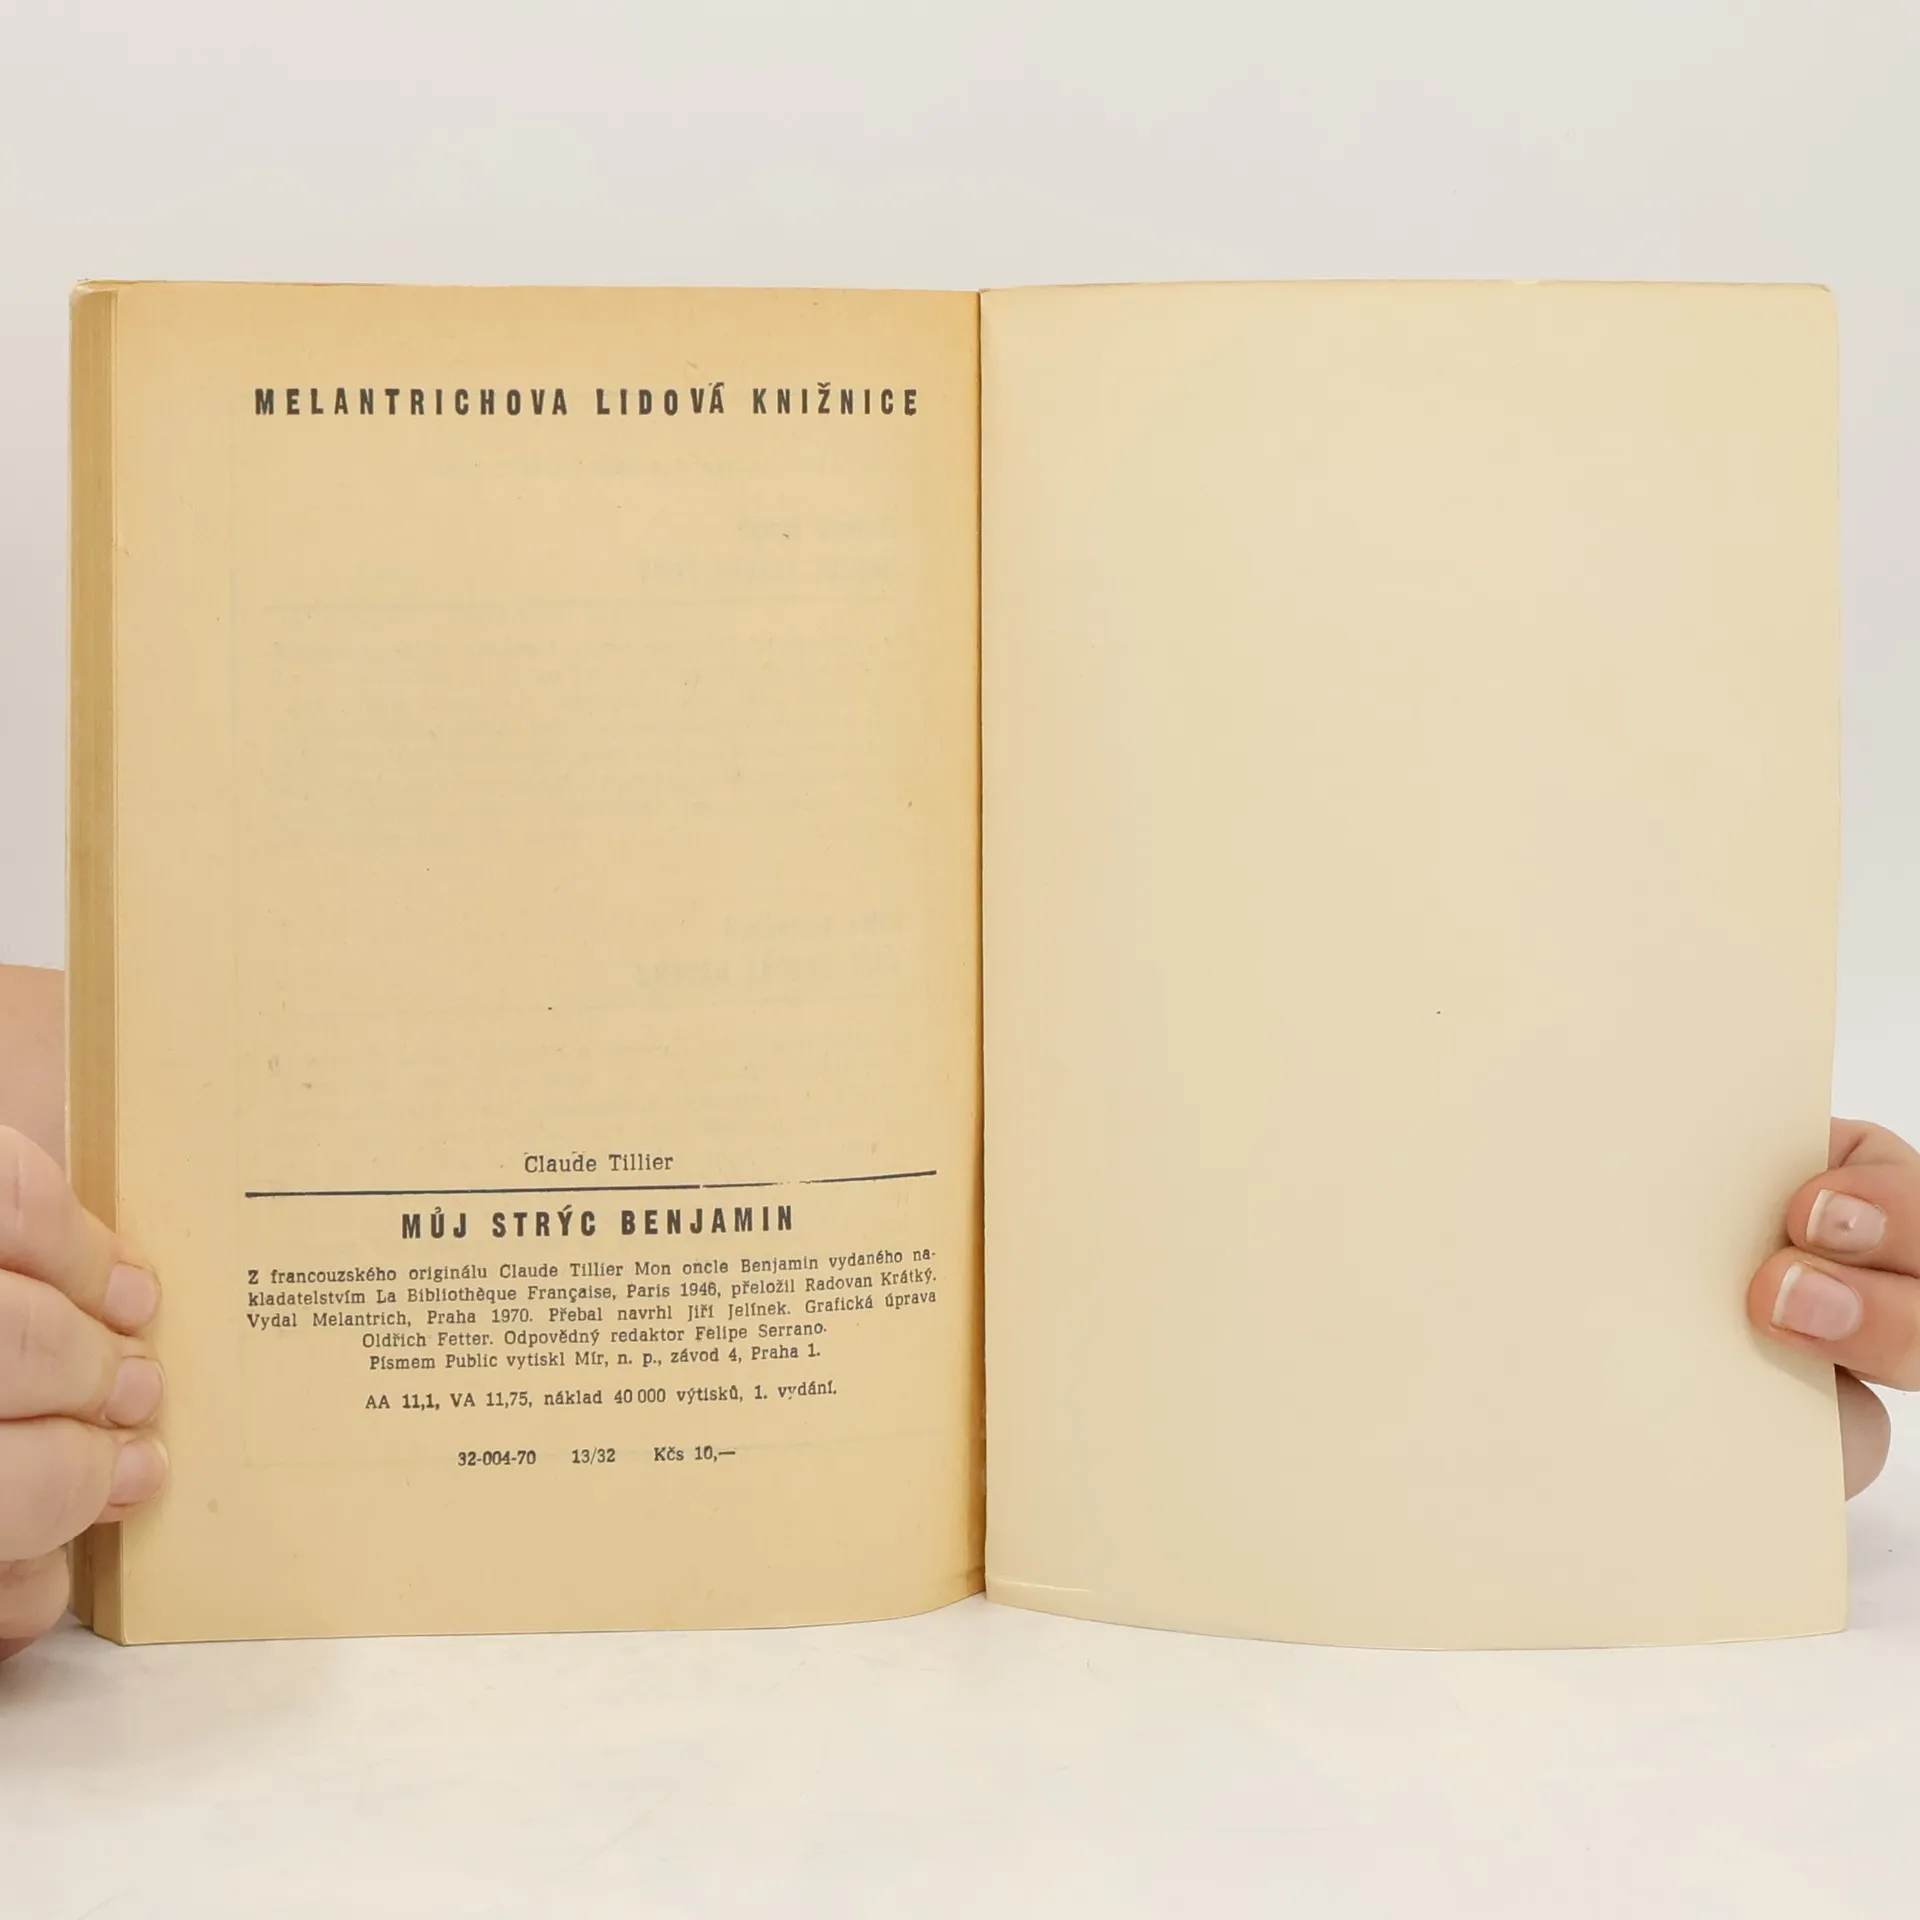 MELANTRICHOVA LIDOVÁ KNIŽNICE
Claude Tillier
MŮJ STRÝC BENJAMIN
Z francouzského originálu Claude Tillier Mon oncle Benjamin vydaného na-
kladatelstvím La Bibliothèque Française, Paris 1946, přeložil Radovan Krátký.
Vydal Melantrich, Praha 1970. Přebal navrhl Jiří Jelínek. Grafická úprava
Oldřich Fetter. Odpovědný redaktor Felipe Serrano.
Písmem Public vytiskl Mír, n. p., závod 4, Praha 1.
AA 11,1, VA 11,75, náklad 40 000 výtisků, 1. vydání.
32-004-70 13/32 Kčs 10,—